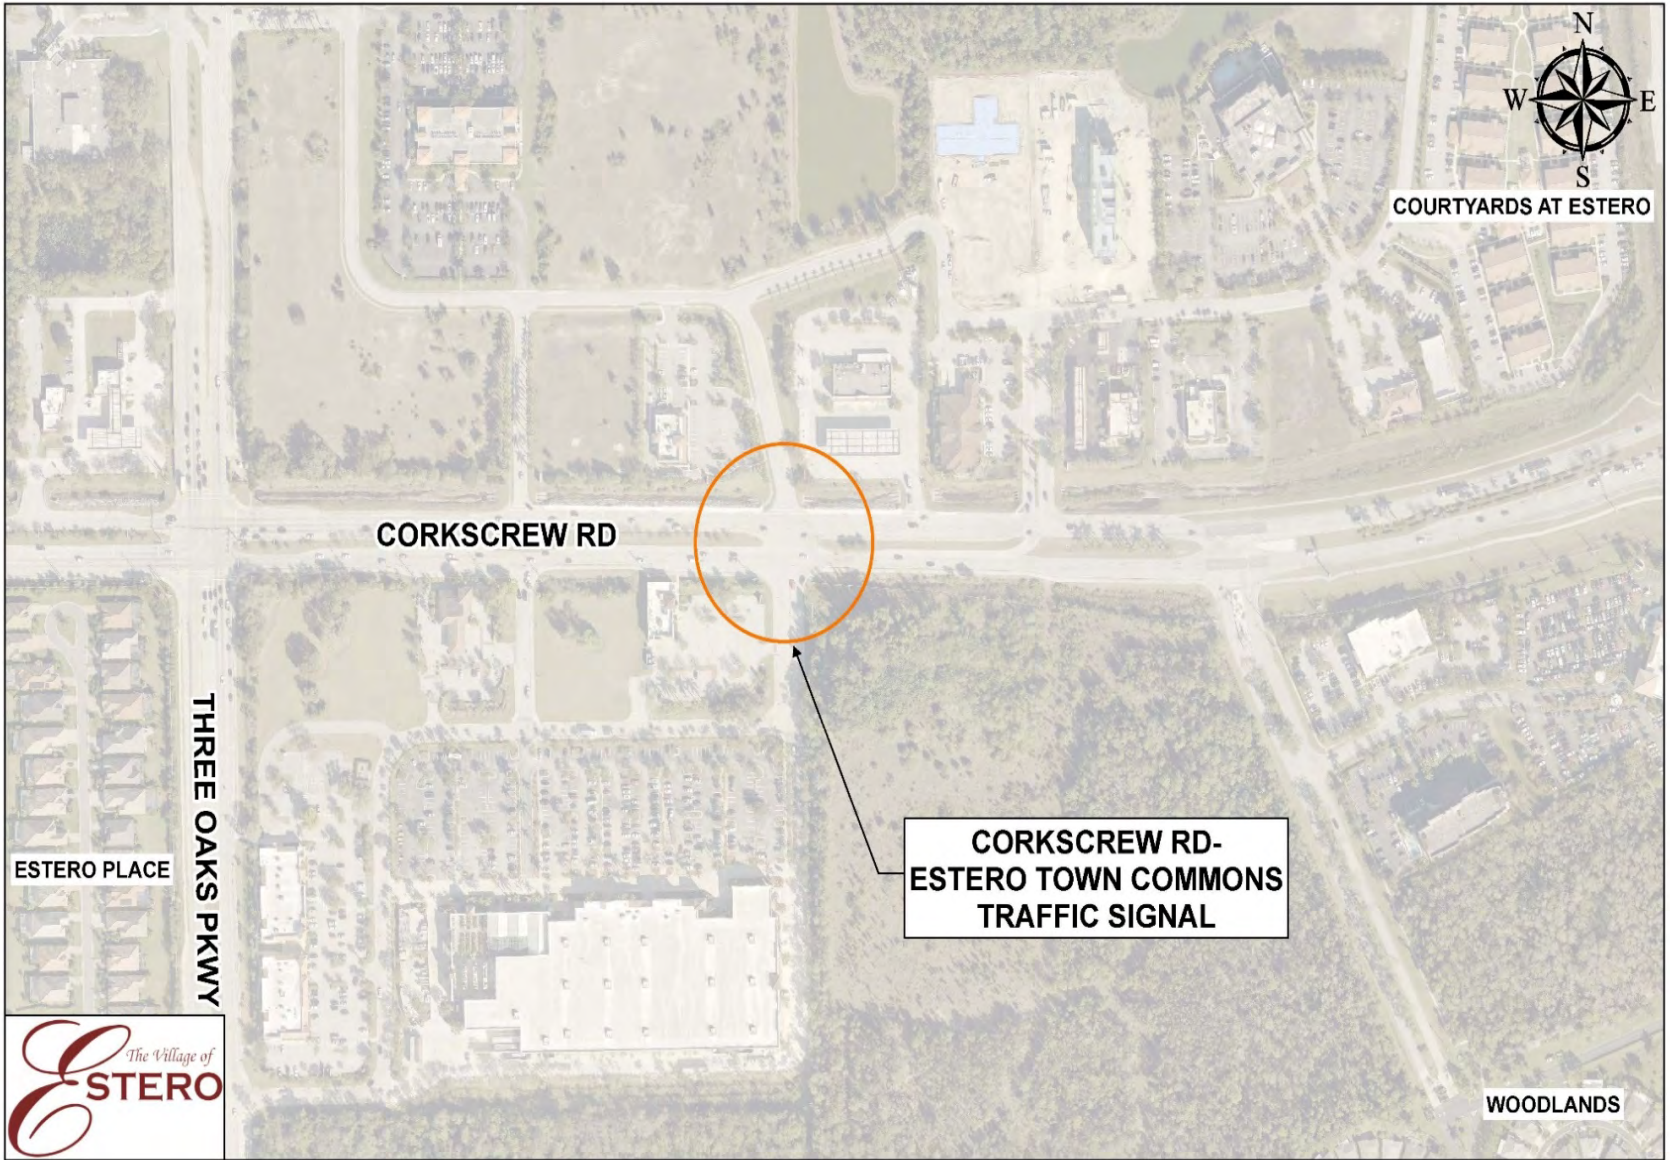 N
W
E
S
COURTYARDS AT ESTERO
CORKSCREW RD
THREE OAKS PKWY
CORKSCREW RD-
ESTERO TOWN COMMONS
TRAFFIC SIGNAL
ESTERO PLACE
The Village of
ESTERO
WOODLANDS